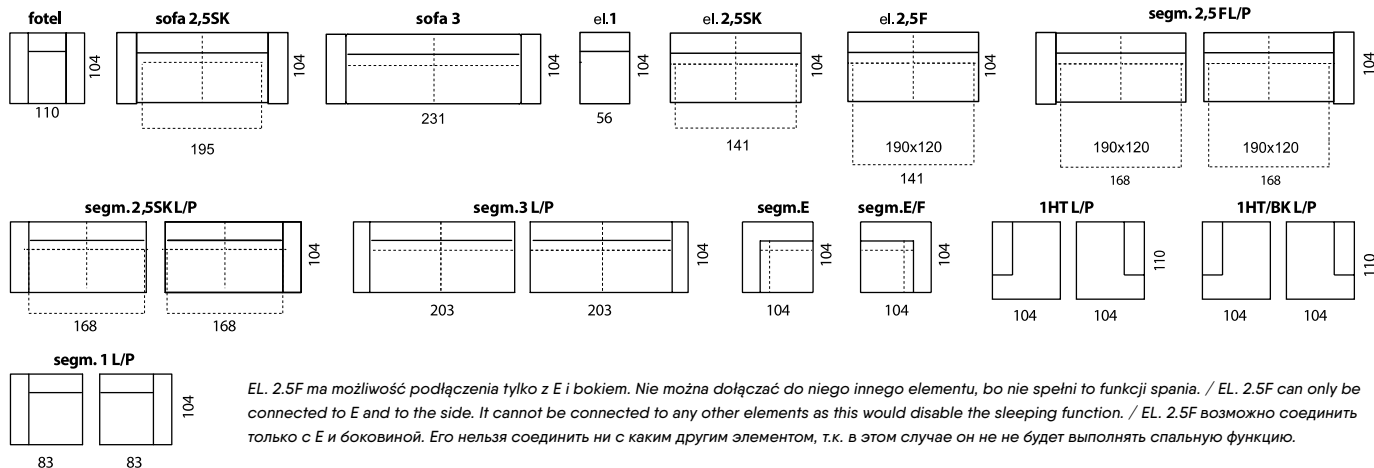 fotel sofa 2,5SK sofa 3 el.1 el. 2,5SK el. 2,5F segm. 2,5 F L/P
104 104 104 104 104 104 104
110 231 56
195 141 190x120 190x120 190x120
141 168 168
segm. 2,5SK L/P segm.3 L/P segm.E segm.E/F 1HT L/P 1HT/BK L/P
104 104 104 104 110 110
168 168 203 203 104 104 104 104 104 104
segm. 1 L/P
104
83 83
EL. 2.5F ma możliwość podłączenia tylko z E i bokiem. Nie można dołączać do niego innego elementu, bo nie spełni to funkcji spania. / EL. 2.5F can only be
connected to E and to the side. It cannot be connected to any other elements as this would disable the sleeping function. / EL. 2.5F возможно соединить
только с E и боковиной. Его нельзя соединить ни с каким другим элементом, т.к. в этом случае он не не будет выполнять спальную функцию.